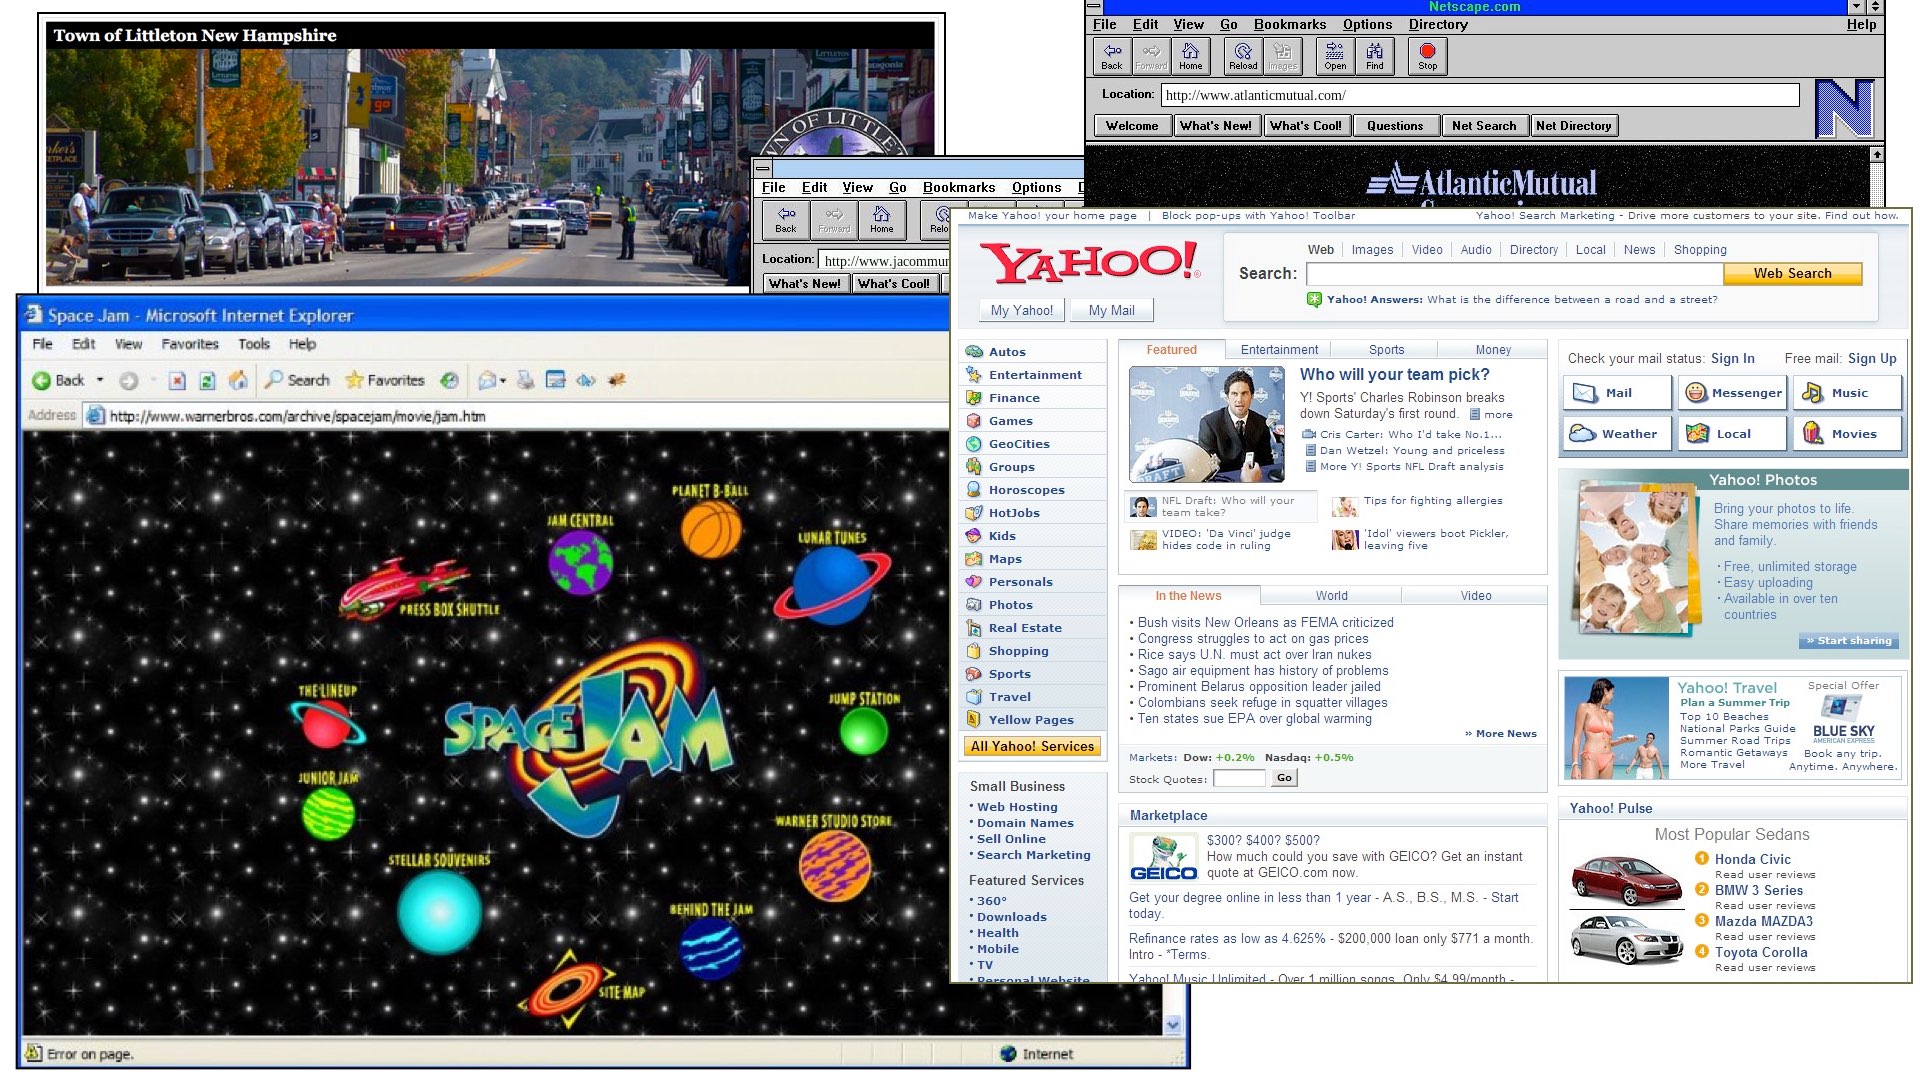 Town of Littleton New Hampshire
TOWN OF LITTLE
File Edit View Go Bookmarks Options
Back Forward Home
Location: http://www.jacommun
What's New! What's Cool!
Netscape.com
File Edit View Go Bookmarks Options Directory Help
Back Forward Home Reload Images Open Find Stop
Location: http://www.atlanticmutual.com/
N
Welcome What's New! What's Cool! Questions Net Search Net Directory
AtlanticMutual
Space Jam - Microsoft Internet Explorer
File Edit View Favorites Tools Help
Back Search Favorites
Address http://www.warnerbros.com/archive/spacejam/movie/jam.htm
PLANET B-BALL
JAM CENTRAL
LUNAR TUNES
PRESS BOX SHUTTLE
THE LINEUP
JUMP STATION
SPACE JAM
JUNIOR JAM
WARNER STUDIO STORE
STELLAR SOUVENIRS
BEHIND THE JAM
SITE MAP
Error on page.
Internet
Make Yahoo! your home page | Block pop-ups with Yahoo! Toolbar
Yahoo! Search Marketing - Drive more customers to your site. Find out how.
YAHOO!®
My Yahoo! My Mail
Web Images Video Audio Directory Local News Shopping
Search: Web Search
Yahoo! Answers: What is the difference between a road and a street?
Autos
Entertainment
Finance
Games
GeoCities
Groups
Horoscopes
HotJobs
Kids
Maps
Personals
Photos
Real Estate
Shopping
Sports
Travel
Yellow Pages
All Yahoo! Services
Small Business
• Web Hosting
• Domain Names
• Sell Online
• Search Marketing
Featured Services
• 360°
• Downloads
• Health
• Mobile
• TV
• Personal Website
Featured Entertainment Sports Money
DRAFT
Who will your team pick?
Y! Sports' Charles Robinson breaks
down Saturday's first round. more
Cris Carter: Who I'd take No.1...
Dan Wetzel: Young and priceless
More Y! Sports NFL Draft analysis
NFL Draft: Who will your
team take?
Tips for fighting allergies
VIDEO: 'Da Vinci' judge
hides code in ruling
'Idol' viewers boot Pickler,
leaving five
In the News World Video
• Bush visits New Orleans as FEMA criticized
• Congress struggles to act on gas prices
• Rice says U.N. must act over Iran nukes
• Sago air equipment has history of problems
• Prominent Belarus opposition leader jailed
• Colombians seek refuge in squatter villages
• Ten states sue EPA over global warming
» More News
Markets: Dow: +0.2% Nasdaq: +0.5%
Stock Quotes: Go
Marketplace
GEICO
$300? $400? $500?
How much could you save with GEICO? Get an instant
quote at GEICO.com now.
Get your degree online in less than 1 year - A.S., B.S., M.S. - Start
today.
Refinance rates as low as 4.625% - $200,000 loan only $771 a month.
Intro - *Terms.
Yahoo! Music Unlimited - Over 1 million songs. Only $4.99/month -
Check your mail status: Sign In Free mail: Sign Up
Mail Messenger Music
Weather Local Movies
Yahoo! Photos
Bring your photos to life.
Share memories with friends
and family.
· Free, unlimited storage
· Easy uploading
· Available in over ten
countries
» Start sharing
Yahoo! Travel
Plan a Summer Trip
Top 10 Beaches
National Parks Guide
Summer Road Trips
Romantic Getaways
More Travel
Special Offer
BLUE SKY
AMERICAN EXPRESS
Book any trip.
Anytime. Anywhere.
Yahoo! Pulse
Most Popular Sedans
1 Honda Civic
Read user reviews
2 BMW 3 Series
Read user reviews
3 Mazda MAZDA3
Read user reviews
4 Toyota Corolla
Read user reviews